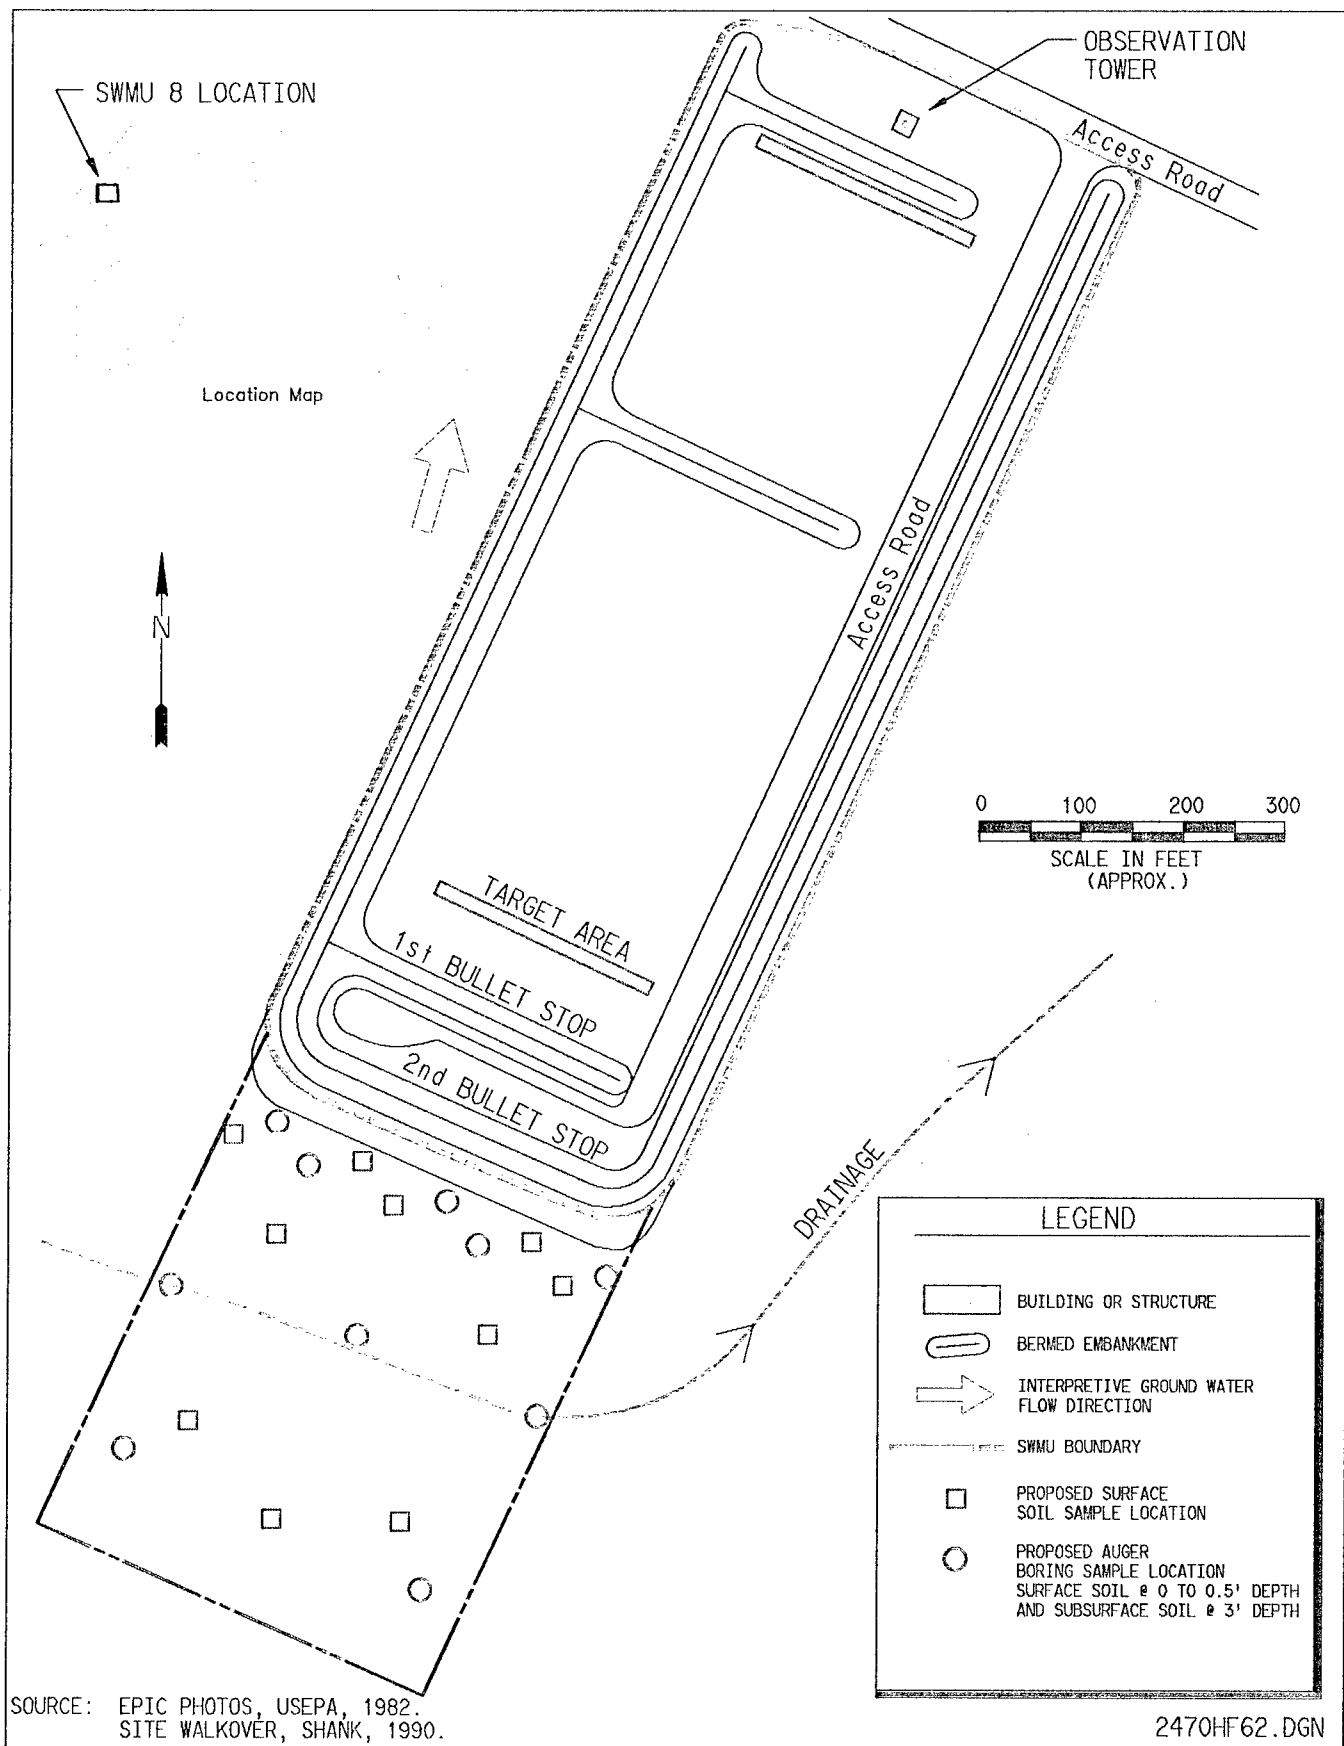 OBSERVATION
TOWER
SWMU 8 LOCATION
Access Road
Location Map
N
Access Road
0 100 200 300
SCALE IN FEET
(APPROX.)
TARGET AREA
1st BULLET STOP
2nd BULLET STOP
DRAINAGE
LEGEND
BUILDING OR STRUCTURE
BERMED EMBANKMENT
INTERPRETIVE GROUND WATER
FLOW DIRECTION
SWMU BOUNDARY
PROPOSED SURFACE
SOIL SAMPLE LOCATION
PROPOSED AUGER
BORING SAMPLE LOCATION
SURFACE SOIL @ 0 TO 0.5' DEPTH
AND SUBSURFACE SOIL @ 3' DEPTH
SOURCE: EPIC PHOTOS, USEPA, 1982.
SITE WALKOVER, SHANK, 1990.
2470HF62.DGN